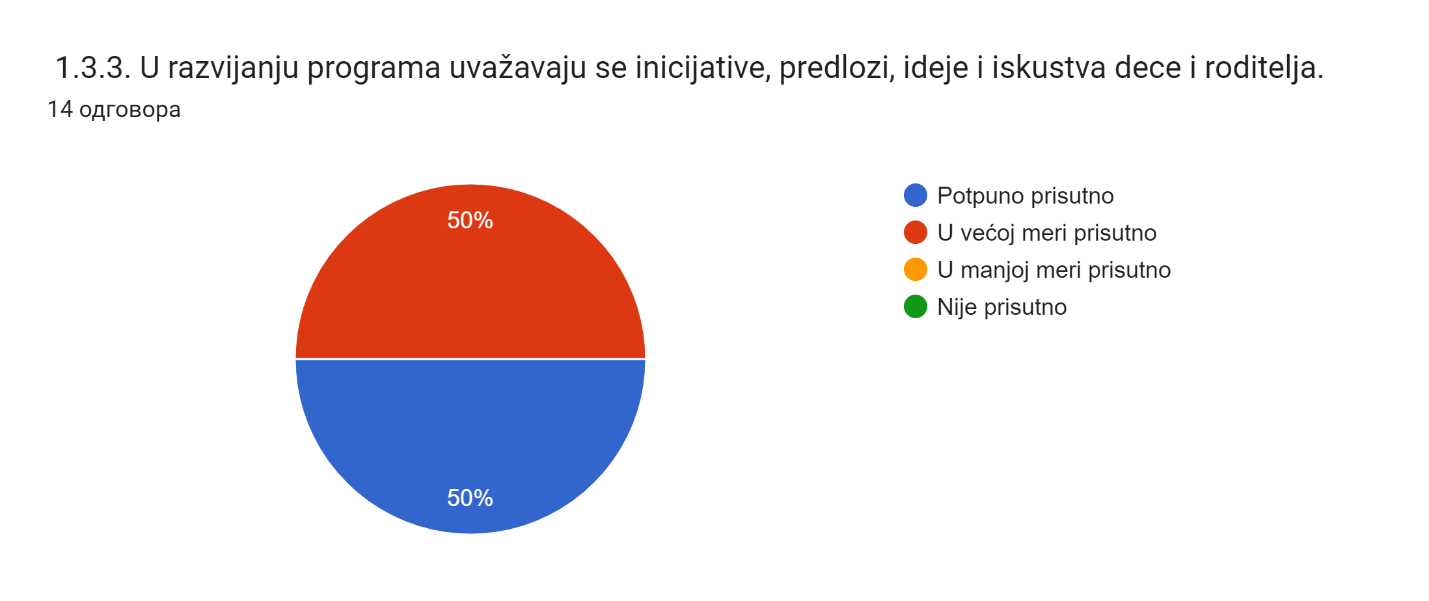 1.3.3. U razvijanju programa uvažavaju se inicijative, predlozi, ideje i iskustva dece i roditelja.
14 одговора
50%
50%
Potpuno prisutno
U većoj meri prisutno
U manjoj meri prisutno
Nije prisutno